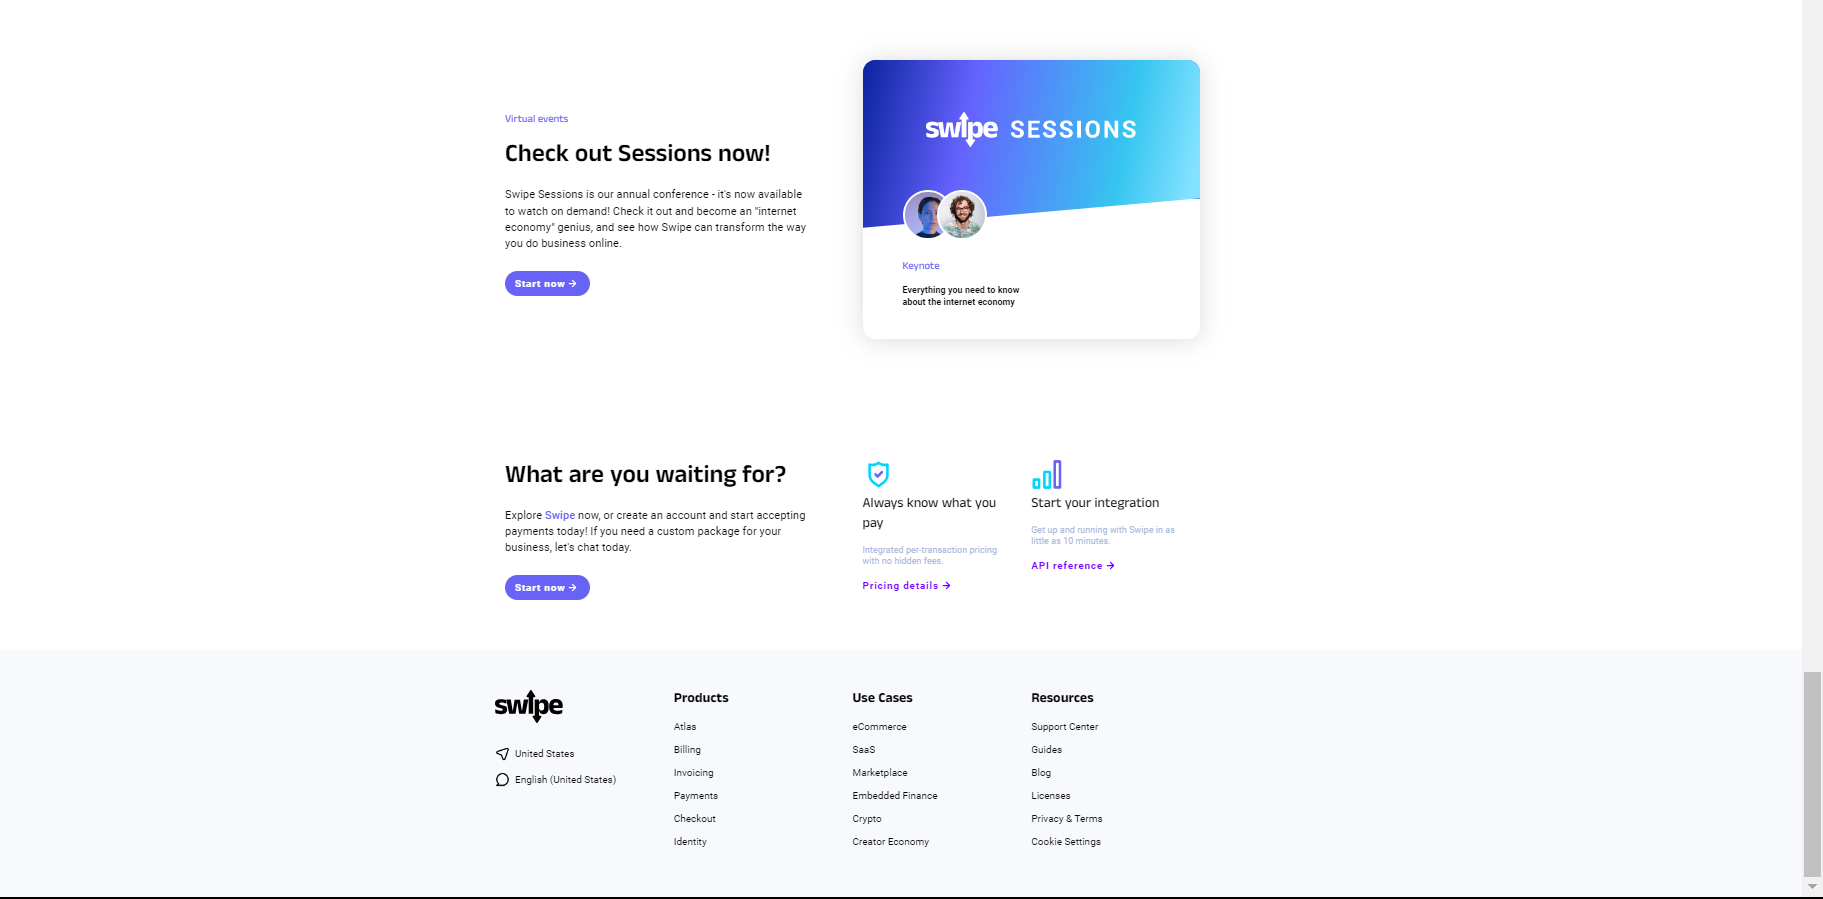 Virtual events
Check out Sessions now!
Swipe Sessions is our annual conference - it's now available
to watch on demand! Check it out and become an "internet
economy" genius, and see how Swipe can transform the way
you do business online.
Start now →
swipe SESSIONS
Keynote
Everything you need to know
about the internet economy
What are you waiting for?
Explore Swipe now, or create an account and start accepting
payments today! If you need a custom package for your
business, let's chat today.
Start now →
Always know what you
pay
Integrated per-transaction pricing
with no hidden fees.
Pricing details →
Start your integration
Get up and running with Swipe in as
little as 10 minutes.
API reference →
swipe
United States
English (United States)
Products
Atlas
Billing
Invoicing
Payments
Checkout
Identity
Use Cases
eCommerce
SaaS
Marketplace
Embedded Finance
Crypto
Creator Economy
Resources
Support Center
Guides
Blog
Licenses
Privacy & Terms
Cookie Settings